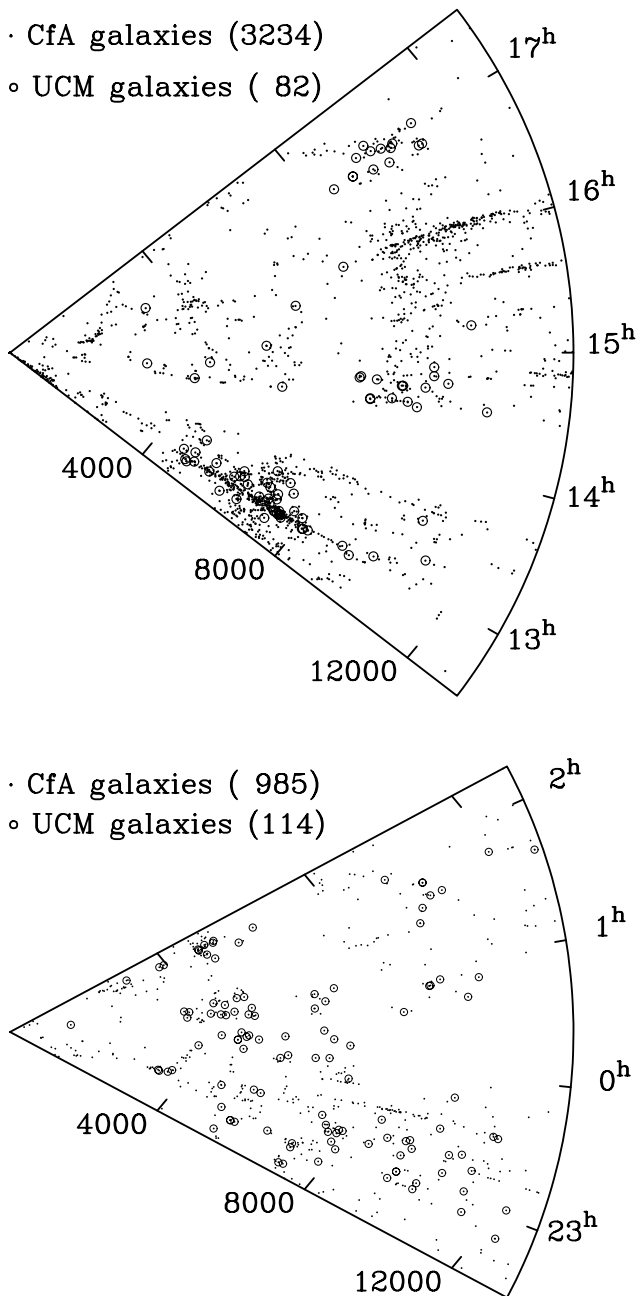 · CfA galaxies (3234)
∘ UCM galaxies ( 82)
17h
16h
15h
14h
13h
4000
8000
12000
· CfA galaxies ( 985)
∘ UCM galaxies (114)
2h
1h
0h
23h
4000
8000
12000